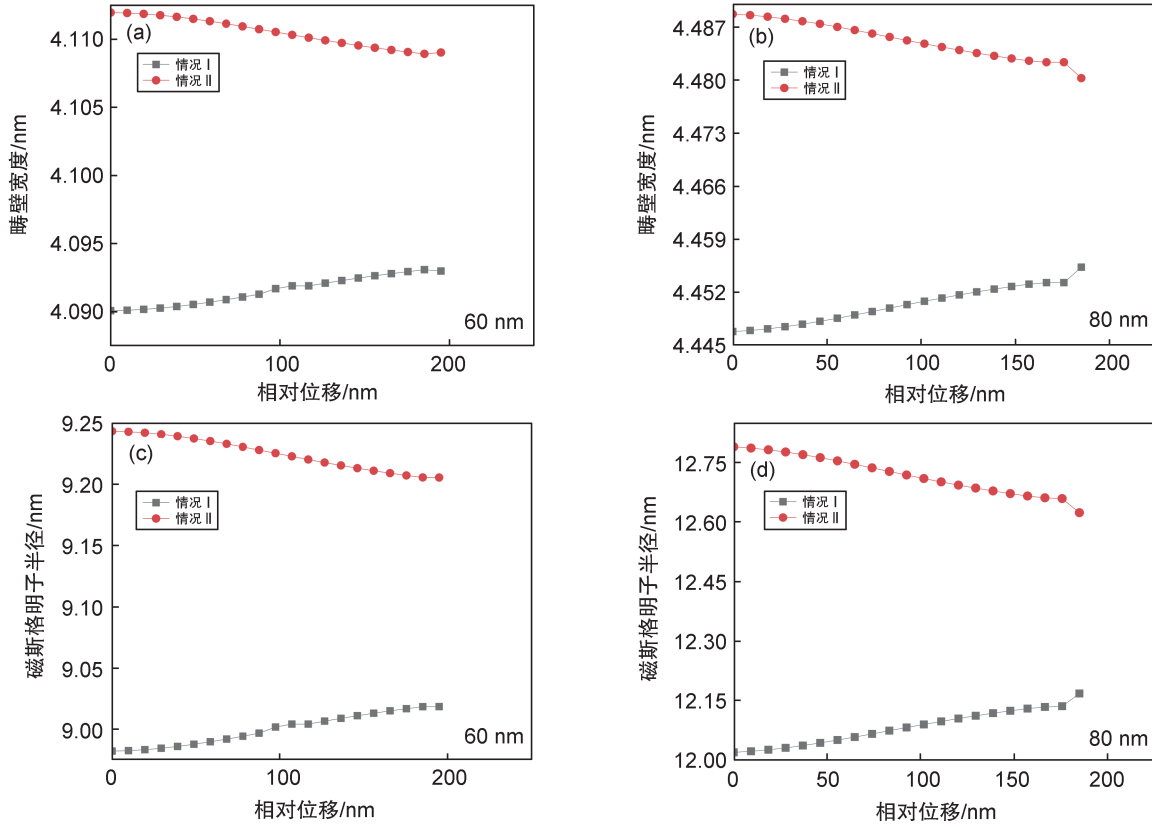 (a)
情况 Ⅰ
情况 Ⅱ
4.110
4.105
4.100
4.095
4.090
畴壁宽度/nm
60 nm
0
100
200
相对位移/nm
(b)
情况 Ⅰ
情况 Ⅱ
4.487
4.480
4.473
4.466
4.459
4.452
4.445
畴壁宽度/nm
80 nm
0
50
100
150
200
相对位移/nm
(c)
情况 Ⅰ
情况 Ⅱ
9.25
9.20
9.15
9.10
9.05
9.00
磁斯格明子半径/nm
60 nm
0
100
200
相对位移/nm
(d)
情况 Ⅰ
情况 Ⅱ
12.75
12.60
12.45
12.30
12.15
12.00
磁斯格明子半径/nm
80 nm
0
50
100
150
200
相对位移/nm